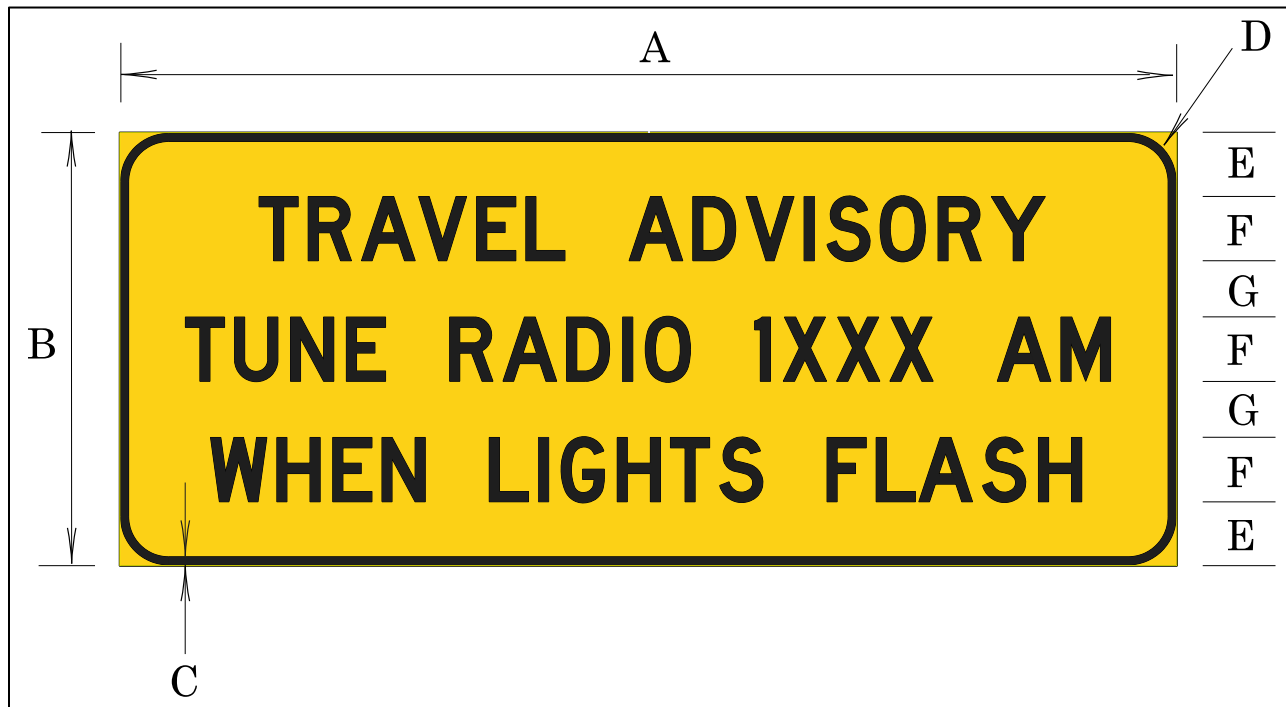 A
D
B
TRAVEL ADVISORY
TUNE RADIO 1XXX AM
WHEN LIGHTS FLASH
E
F
G
F
G
F
E
C